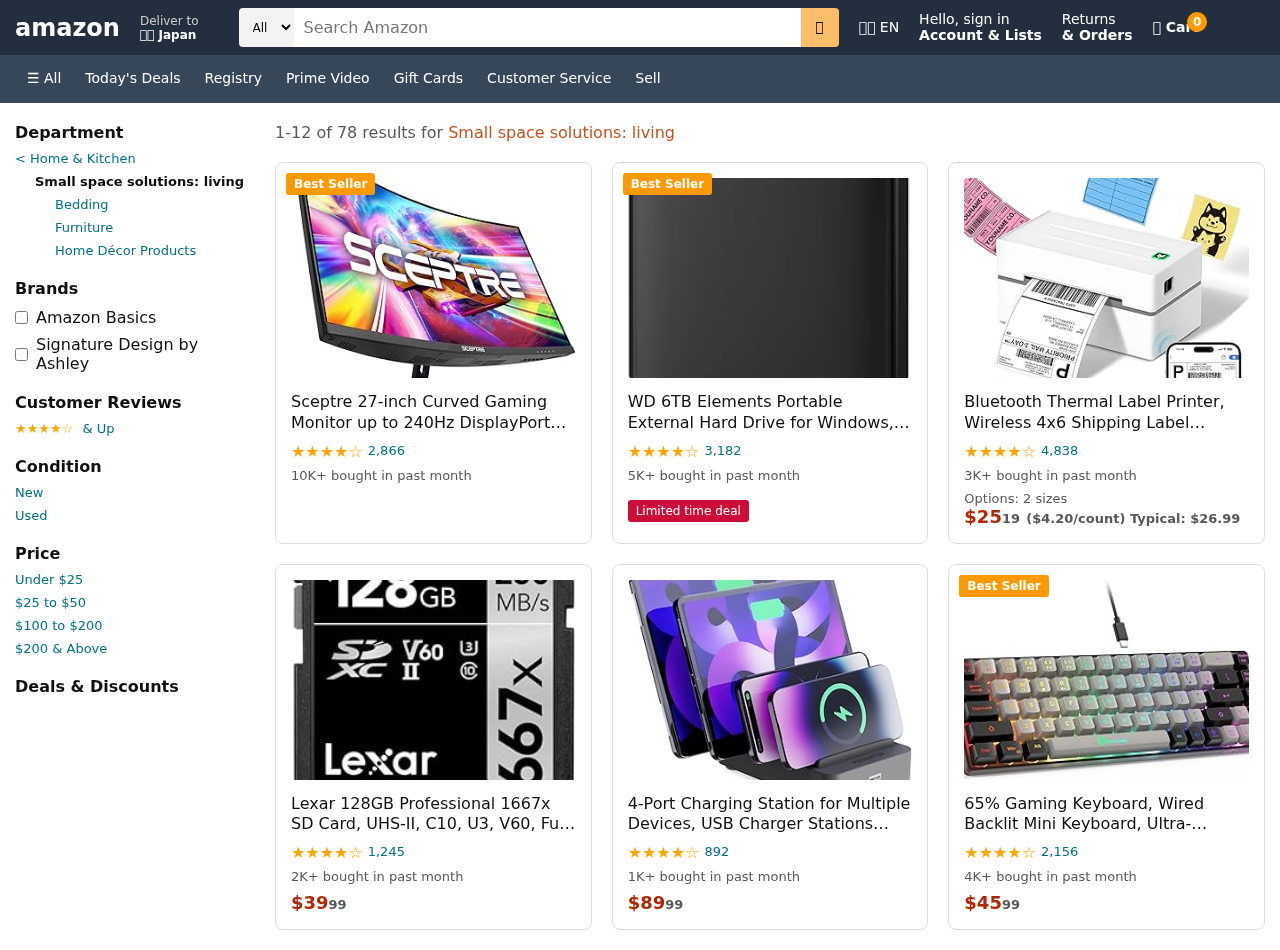 amazon
Deliver to
Japan
All
Search Amazon
EN
Hello, sign in
Account & Lists
Returns
& Orders
0
☰ All
Today's Deals
Registry
Prime Video
Gift Cards
Customer Service
Sell
Department
< Home & Kitchen
Small space solutions: living
Bedding
Furniture
Home Décor Products
Brands
Amazon Basics
Signature Design by
Ashley
Customer Reviews
★★★★☆ & Up
Condition
New
Used
Price
Under $25
$25 to $50
$100 to $200
$200 & Above
Deals & Discounts
1-12 of 78 results for Small space solutions: living
Best Seller
SCEPTRE
SCEPTRE
Sceptre 27-inch Curved Gaming
Monitor up to 240Hz DisplayPort…
★★★★☆ 2,866
10K+ bought in past month
Best Seller
WD 6TB Elements Portable
External Hard Drive for Windows,…
★★★★☆ 3,182
5K+ bought in past month
Limited time deal
PRIORITY MAIL 2-DAY
P
P
Bluetooth Thermal Label Printer,
Wireless 4x6 Shipping Label…
★★★★☆ 4,838
3K+ bought in past month
Options: 2 sizes
$25 19 ($4.20/count) Typical: $26.99
128GB
MB/s
SDXC V60 II U3 10
667x
Lexar
Lexar 128GB Professional 1667x
SD Card, UHS-II, C10, U3, V60, Fu…
★★★★☆ 1,245
2K+ bought in past month
$39 99
4-Port Charging Station for Multiple
Devices, USB Charger Stations…
★★★★☆ 892
1K+ bought in past month
$89 99
Best Seller
65% Gaming Keyboard, Wired
Backlit Mini Keyboard, Ultra-…
★★★★☆ 2,156
4K+ bought in past month
$45 99